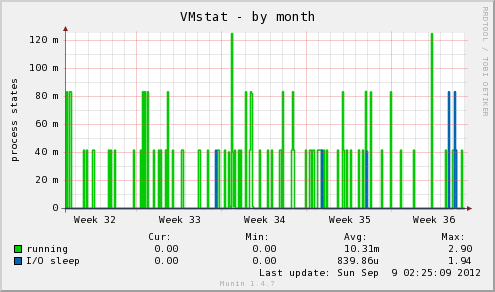 VMstat - by month
RRDTOOL / TOBI OETIKER
process states
120 m
100 m
80 m
60 m
40 m
20 m
0
Week 32 Week 33 Week 34 Week 35 Week 36
Cur: Min: Avg: Max:
running 0.00 0.00 10.31m 2.90
I/O sleep 0.00 0.00 839.86u 1.94
Last update: Sun Sep 9 02:25:09 2012
Munin 1.4.7